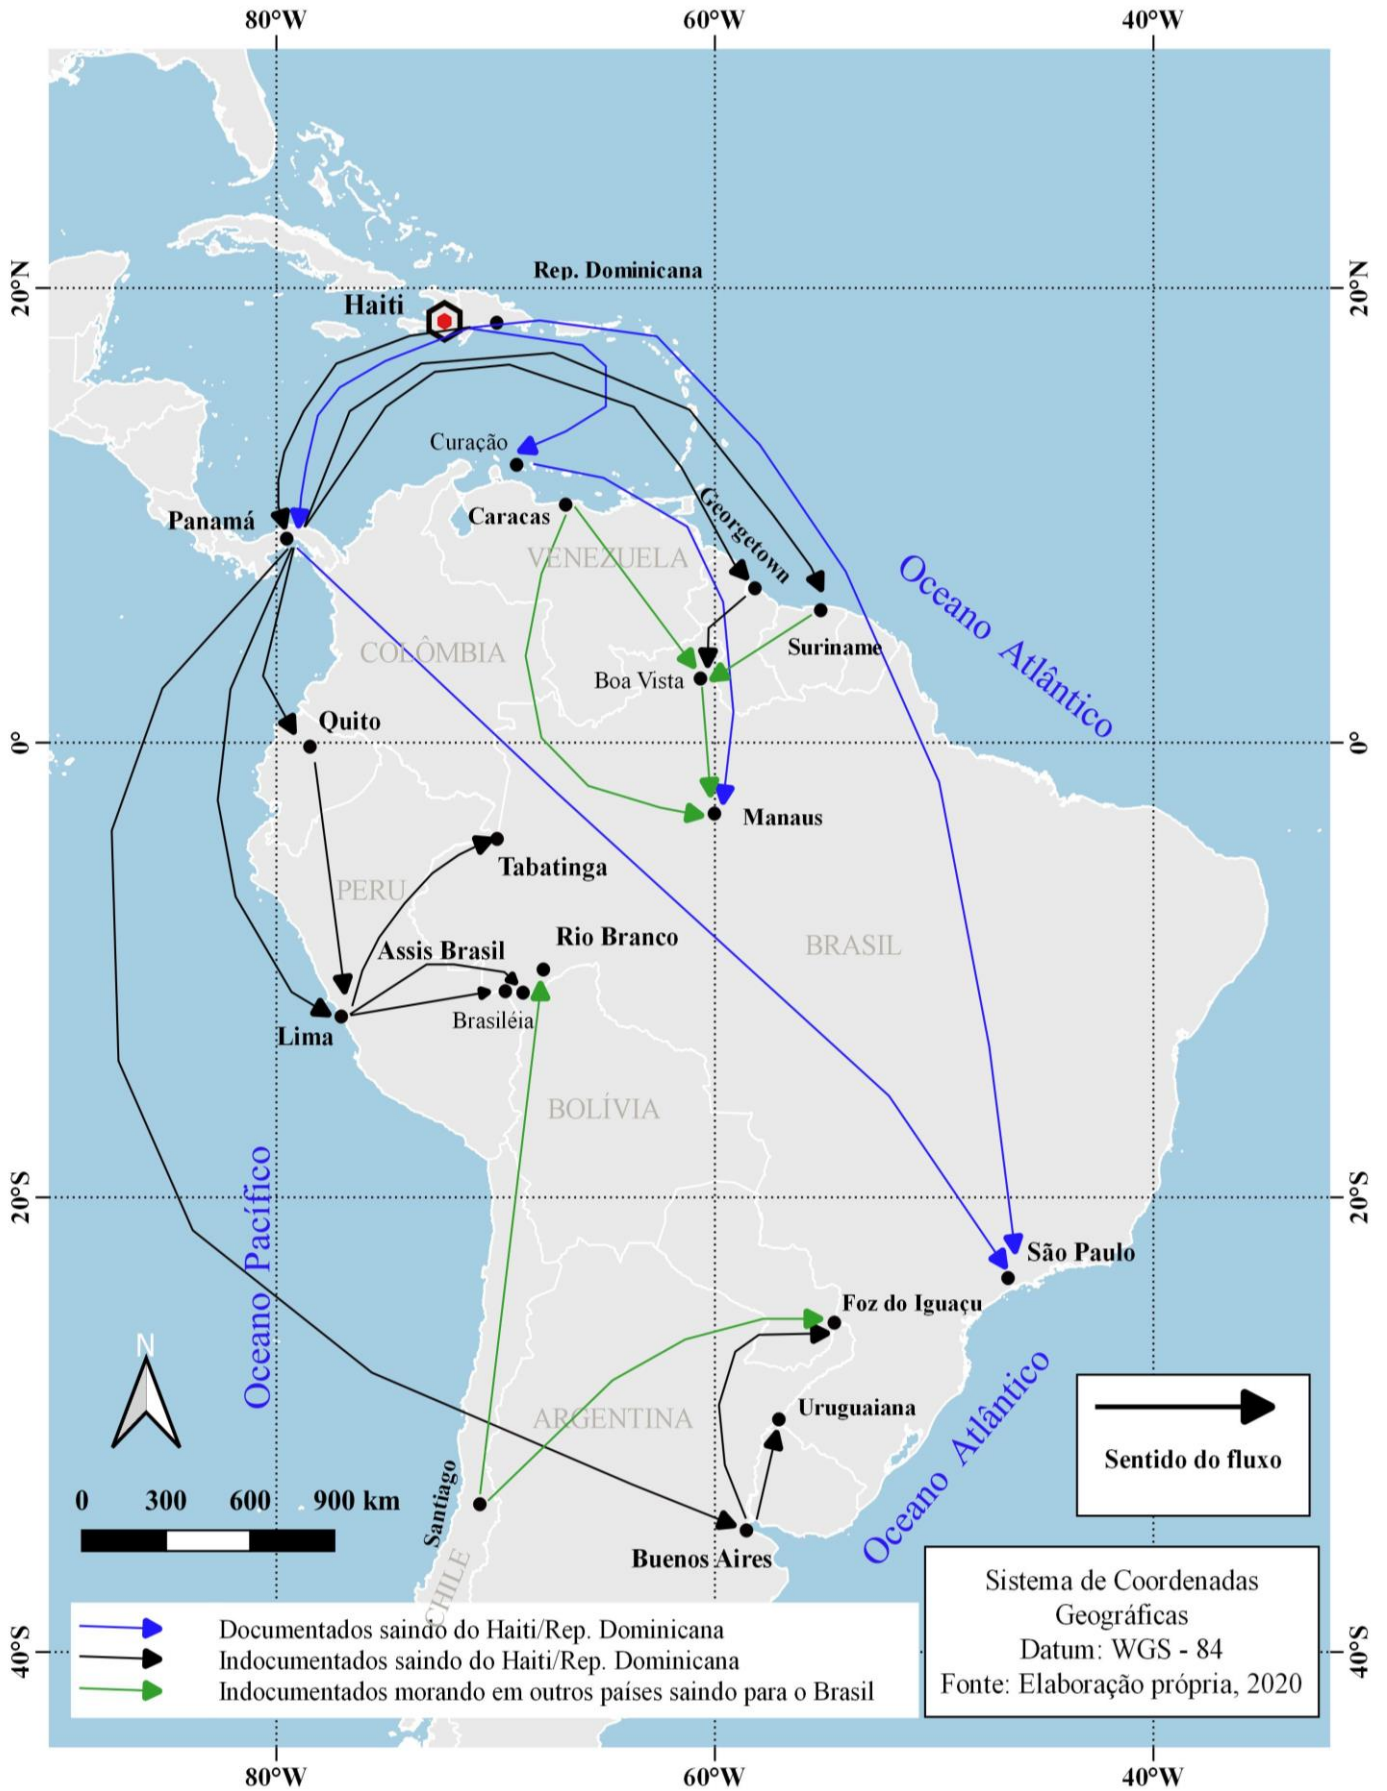 80°W
60°W
40°W
20°N
20°N
Rep. Dominicana
Haiti
Curação
Georgetown
Caracas
Panamá
VENEZUELA
Oceano Atlântico
COLÔMBIA
Suriname
Boa Vista
Quito
0°
0°
Manaus
Tabatinga
PERU
Rio Branco
BRASIL
Assis Brasil
Brasiléia
Lima
BOLÍVIA
Oceano Pacífico
20°S
20°S
São Paulo
Foz do Iguaçu
N
Oceano Atlântico
Uruguaiana
ARGENTINA
Sentido do fluxo
Santiago
0 300 600 900 km
Buenos Aires
CHILE
Sistema de Coordenadas
Geográficas
Datum: WGS - 84
Fonte: Elaboração própria, 2020
Documentados saindo do Haiti/Rep. Dominicana
Indocumentados saindo do Haiti/Rep. Dominicana
Indocumentados morando em outros países saindo para o Brasil
40°S
40°S
80°W
60°W
40°W